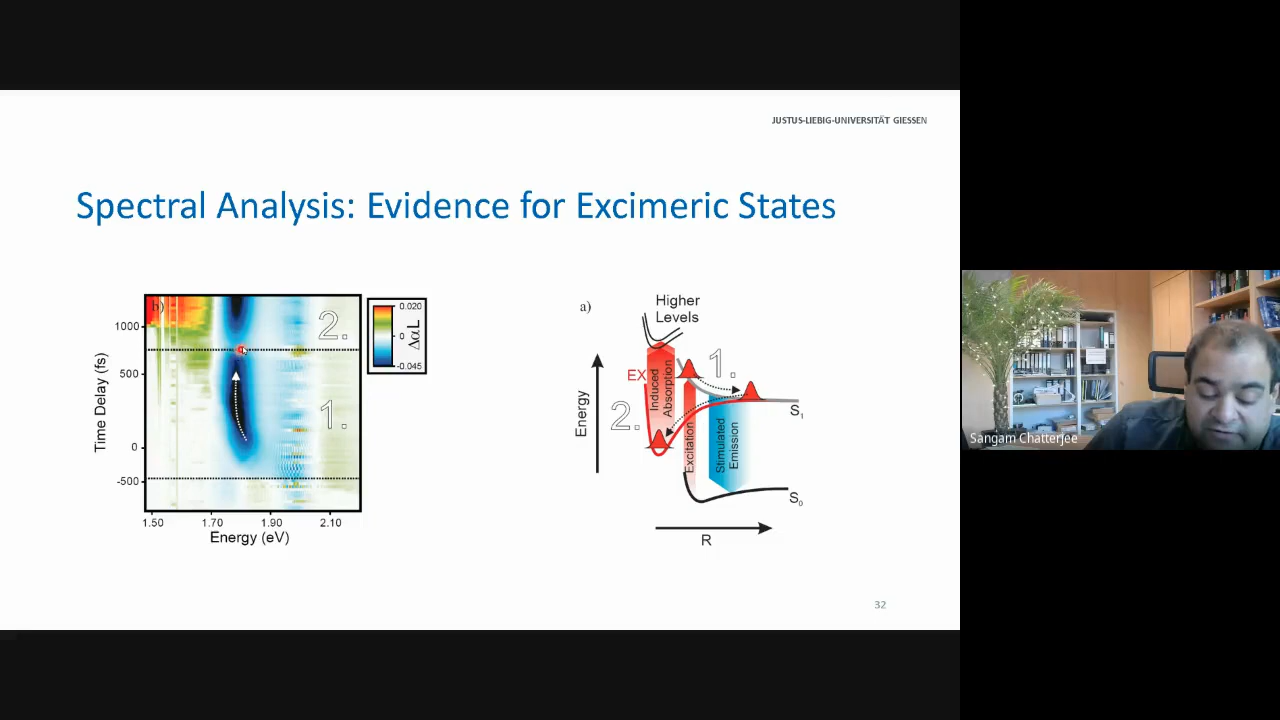 JUSTUS-LIEBIG-UNIVERSITÄT GIESSEN
Spectral Analysis: Evidence for Excimeric States
b)
2.
1.
1000
500
0
-500
Time Delay (fs)
1.50 1.70 1.90 2.10
Energy (eV)
0.020
0
-0.045
ΔαL
a)
Higher
Levels
1.
EX
Induced
Absorption
2.
Energy
Excitation
Stimulated
Emission
S1
S0
R
32
Sangam Chatterjee